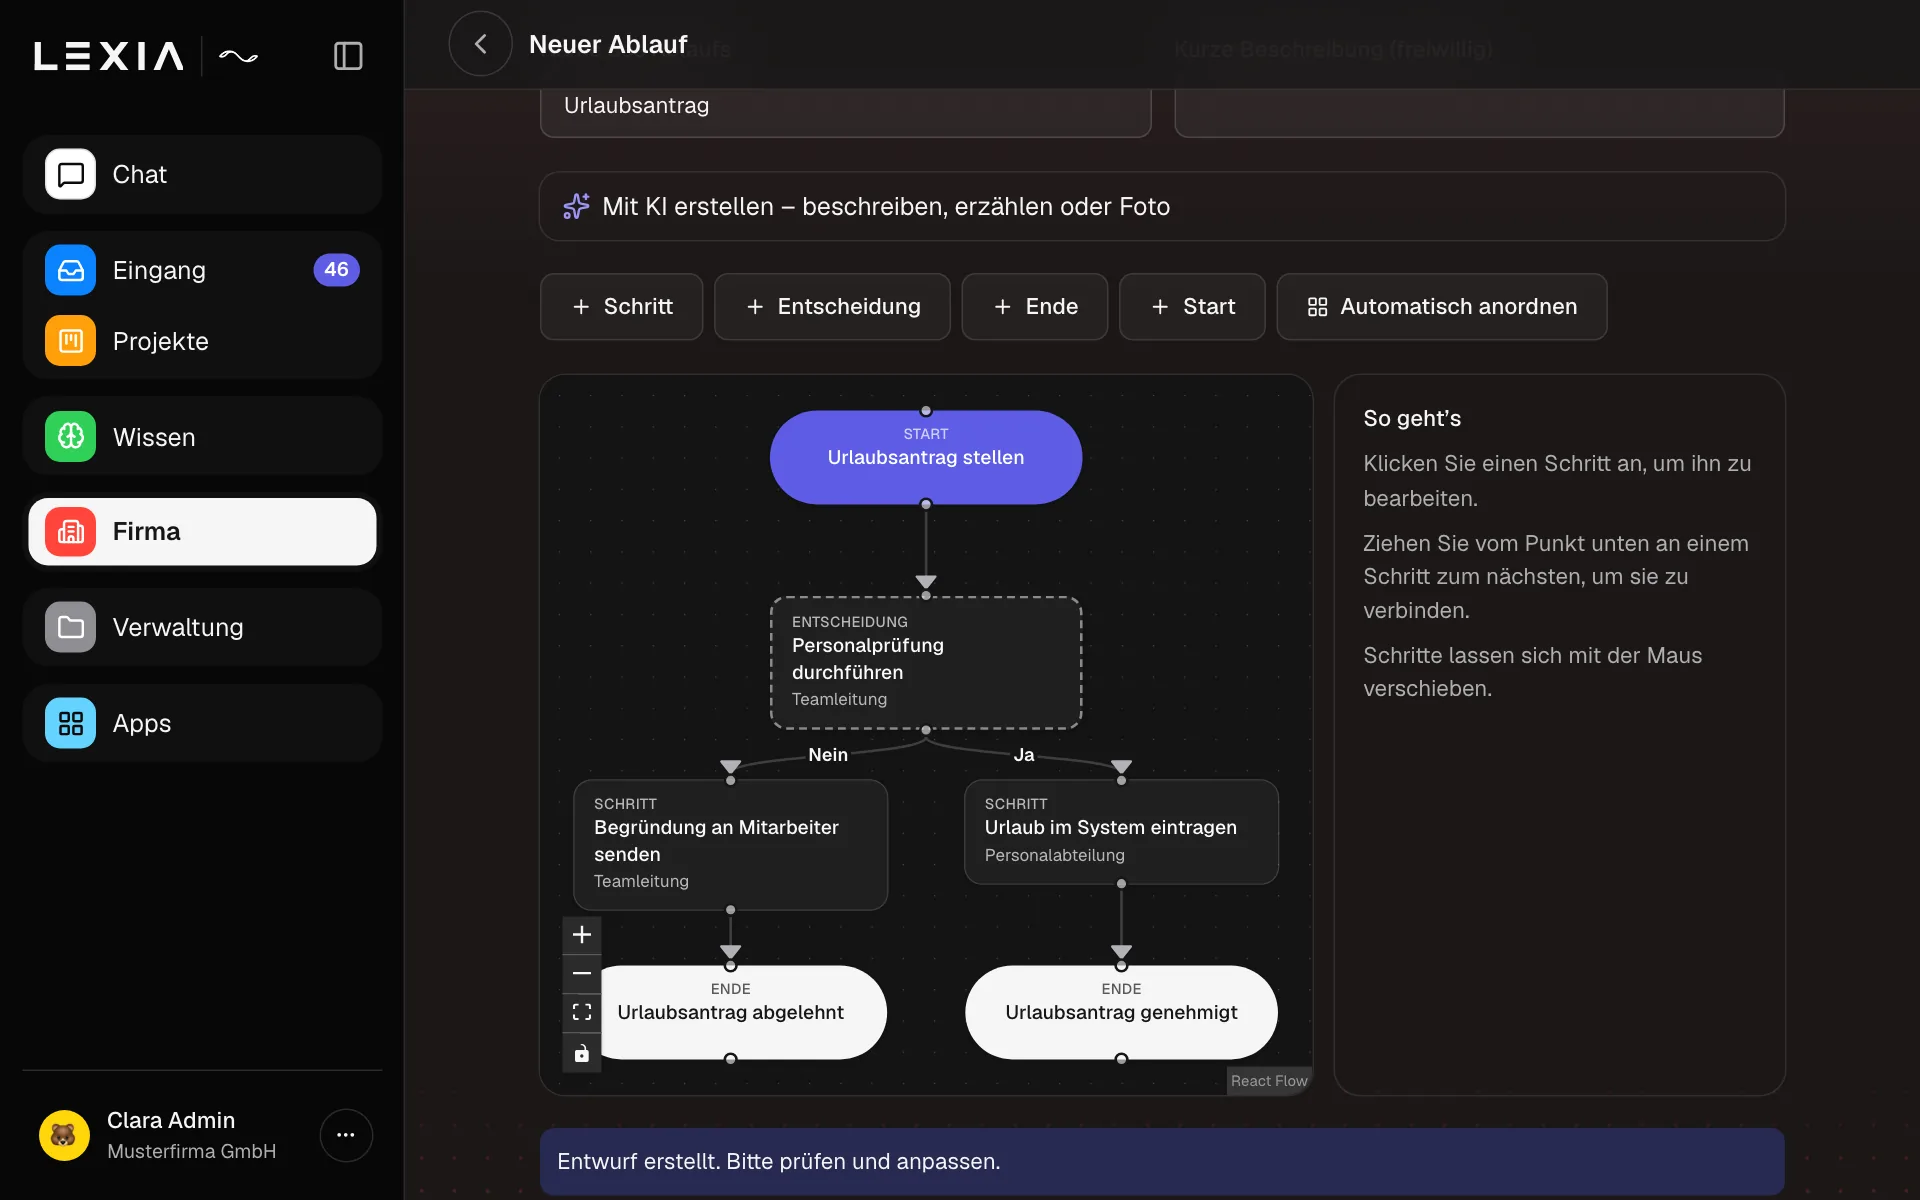 LEXIA
Neuer Ablauf
Kurze Beschreibung (freiwillig)
Urlaubsantrag
Chat
Eingang
46
Projekte
Wissen
Firma
Verwaltung
Apps
Clara Admin
Musterfirma GmbH
Mit KI erstellen – beschreiben, erzählen oder Foto
Schritt
Entscheidung
Ende
Start
Automatisch anordnen
START
Urlaubsantrag stellen
ENTSCHEIDUNG
Personalprüfung
durchführen
Teamleitung
Nein
Ja
SCHRITT
Begründung an Mitarbeiter
senden
Teamleitung
SCHRITT
Urlaub im System eintragen
Personalabteilung
ENDE
Urlaubsantrag abgelehnt
ENDE
Urlaubsantrag genehmigt
React Flow
So geht’s
Klicken Sie einen Schritt an, um ihn zu
bearbeiten.
Ziehen Sie vom Punkt unten an einem
Schritt zum nächsten, um sie zu
verbinden.
Schritte lassen sich mit der Maus
verschieben.
Entwurf erstellt. Bitte prüfen und anpassen.